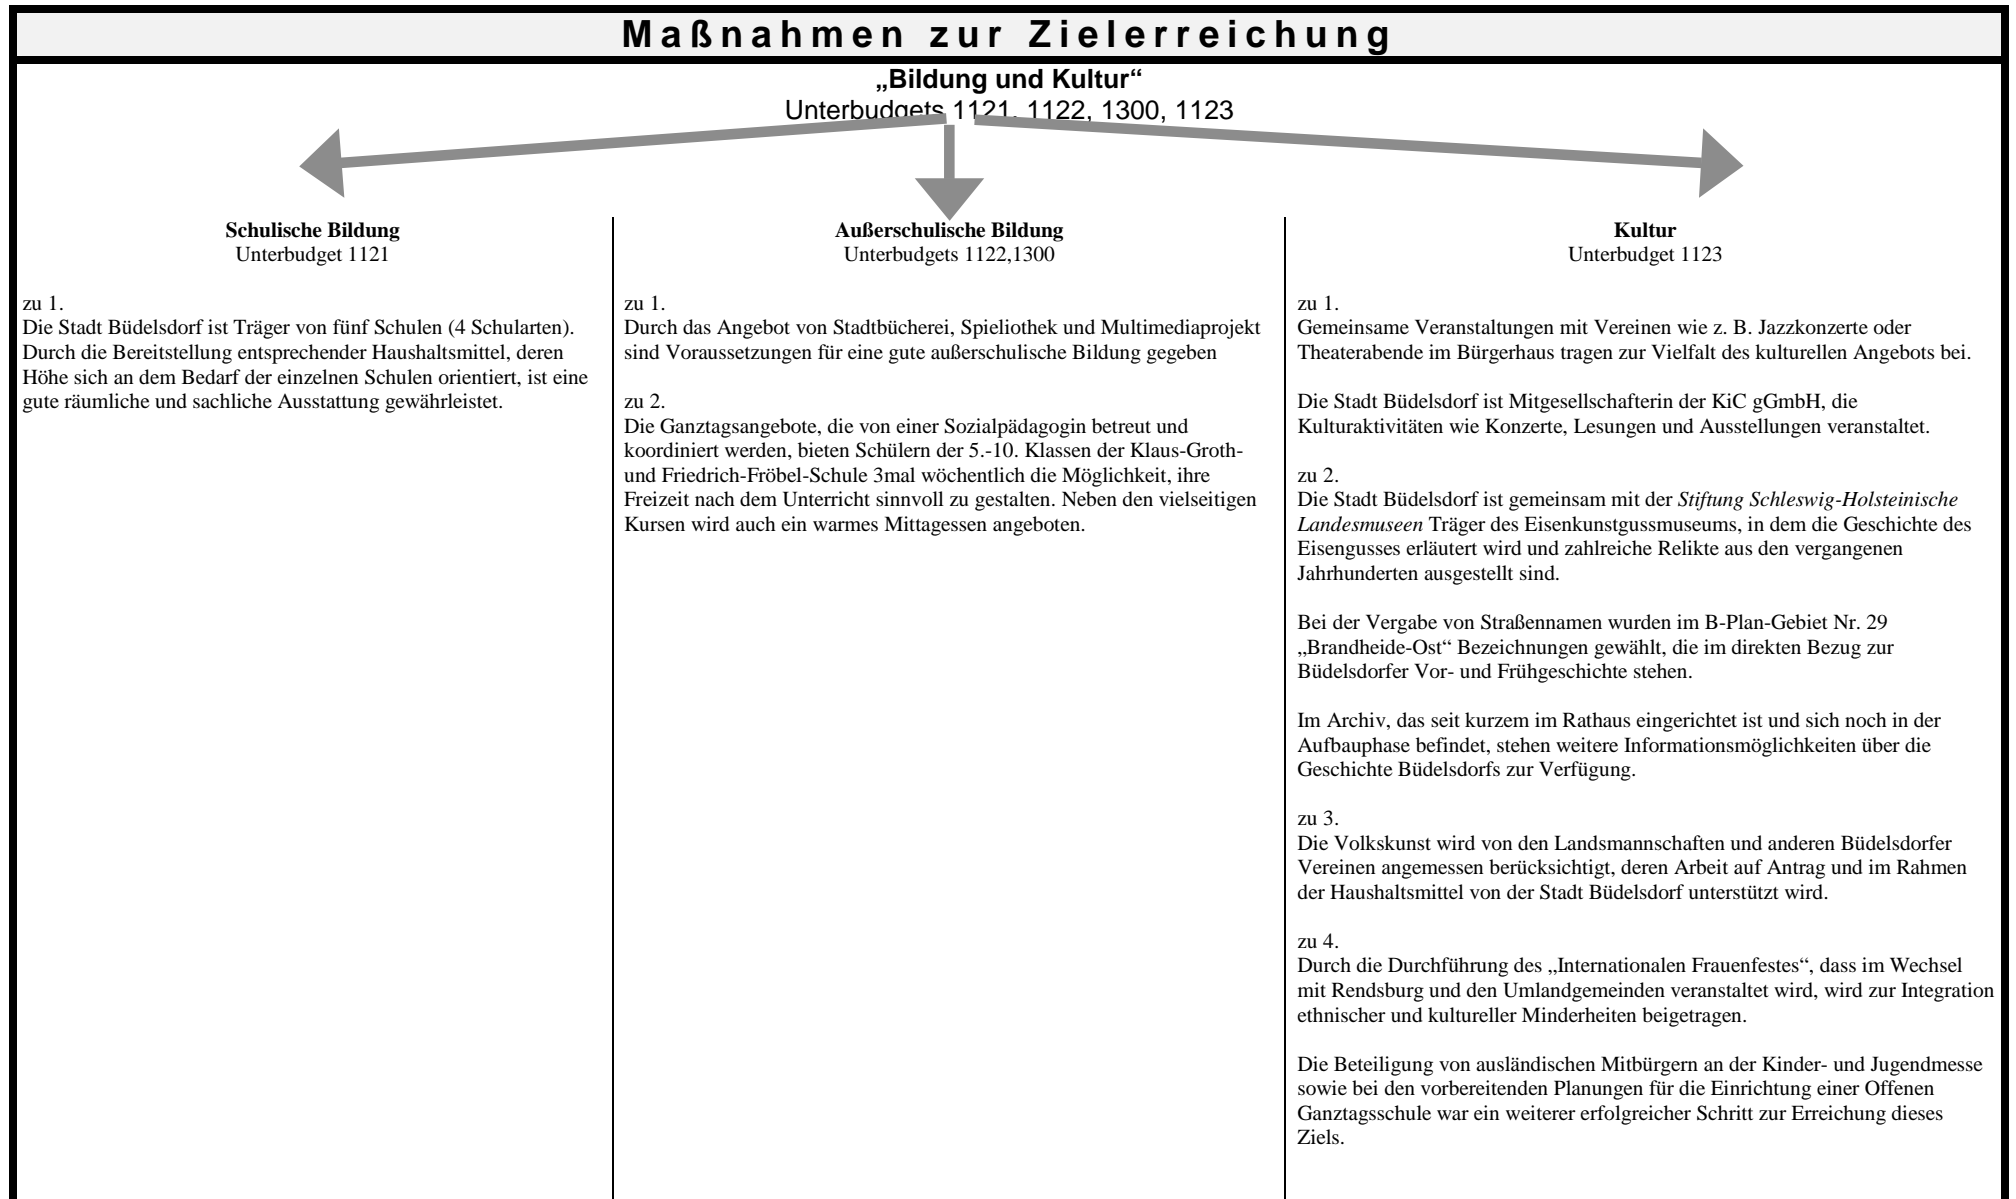 Maßnahmen zur Zielerreichung
„Bildung und Kultur“
Unterbudgets 1121, 1122, 1300, 1123
Schulische Bildung
Unterbudget 1121
zu 1.
Die Stadt Büdelsdorf ist Träger von fünf Schulen (4 Schularten).
Durch die Bereitstellung entsprechender Haushaltsmittel, deren
Höhe sich an dem Bedarf der einzelnen Schulen orientiert, ist eine
gute räumliche und sachliche Ausstattung gewährleistet.
Außerschulische Bildung
Unterbudgets 1122,1300
zu 1.
Durch das Angebot von Stadtbücherei, Spieliothek und Multimediaprojekt
sind Voraussetzungen für eine gute außerschulische Bildung gegeben
zu 2.
Die Ganztagsangebote, die von einer Sozialpädagogin betreut und
koordiniert werden, bieten Schülern der 5.-10. Klassen der Klaus-Groth-
und Friedrich-Fröbel-Schule 3mal wöchentlich die Möglichkeit, ihre
Freizeit nach dem Unterricht sinnvoll zu gestalten. Neben den vielseitigen
Kursen wird auch ein warmes Mittagessen angeboten.
Kultur
Unterbudget 1123
zu 1.
Gemeinsame Veranstaltungen mit Vereinen wie z. B. Jazzkonzerte oder
Theaterabende im Bürgerhaus tragen zur Vielfalt des kulturellen Angebots bei.
Die Stadt Büdelsdorf ist Mitgesellschafterin der KiC gGmbH, die
Kulturaktivitäten wie Konzerte, Lesungen und Ausstellungen veranstaltet.
zu 2.
Die Stadt Büdelsdorf ist gemeinsam mit der Stiftung Schleswig-Holsteinische
Landesmuseen Träger des Eisenkunstgussmuseums, in dem die Geschichte des
Eisengusses erläutert wird und zahlreiche Relikte aus den vergangenen
Jahrhunderten ausgestellt sind.
Bei der Vergabe von Straßennamen wurden im B-Plan-Gebiet Nr. 29
„Brandheide-Ost“ Bezeichnungen gewählt, die im direkten Bezug zur
Büdelsdorfer Vor- und Frühgeschichte stehen.
Im Archiv, das seit kurzem im Rathaus eingerichtet ist und sich noch in der
Aufbauphase befindet, stehen weitere Informationsmöglichkeiten über die
Geschichte Büdelsdorfs zur Verfügung.
zu 3.
Die Volkskunst wird von den Landsmannschaften und anderen Büdelsdorfer
Vereinen angemessen berücksichtigt, deren Arbeit auf Antrag und im Rahmen
der Haushaltsmittel von der Stadt Büdelsdorf unterstützt wird.
zu 4.
Durch die Durchführung des „Internationalen Frauenfestes“, dass im Wechsel
mit Rendsburg und den Umlandgemeinden veranstaltet wird, wird zur Integration
ethnischer und kultureller Minderheiten beigetragen.
Die Beteiligung von ausländischen Mitbürgern an der Kinder- und Jugendmesse
sowie bei den vorbereitenden Planungen für die Einrichtung einer Offenen
Ganztagsschule war ein weiterer erfolgreicher Schritt zur Erreichung dieses
Ziels.